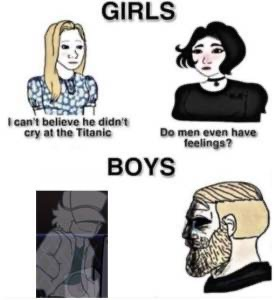 GIRLS
I can't believe he didn't
cry at the Titanic
Do men even have
feelings?
BOYS